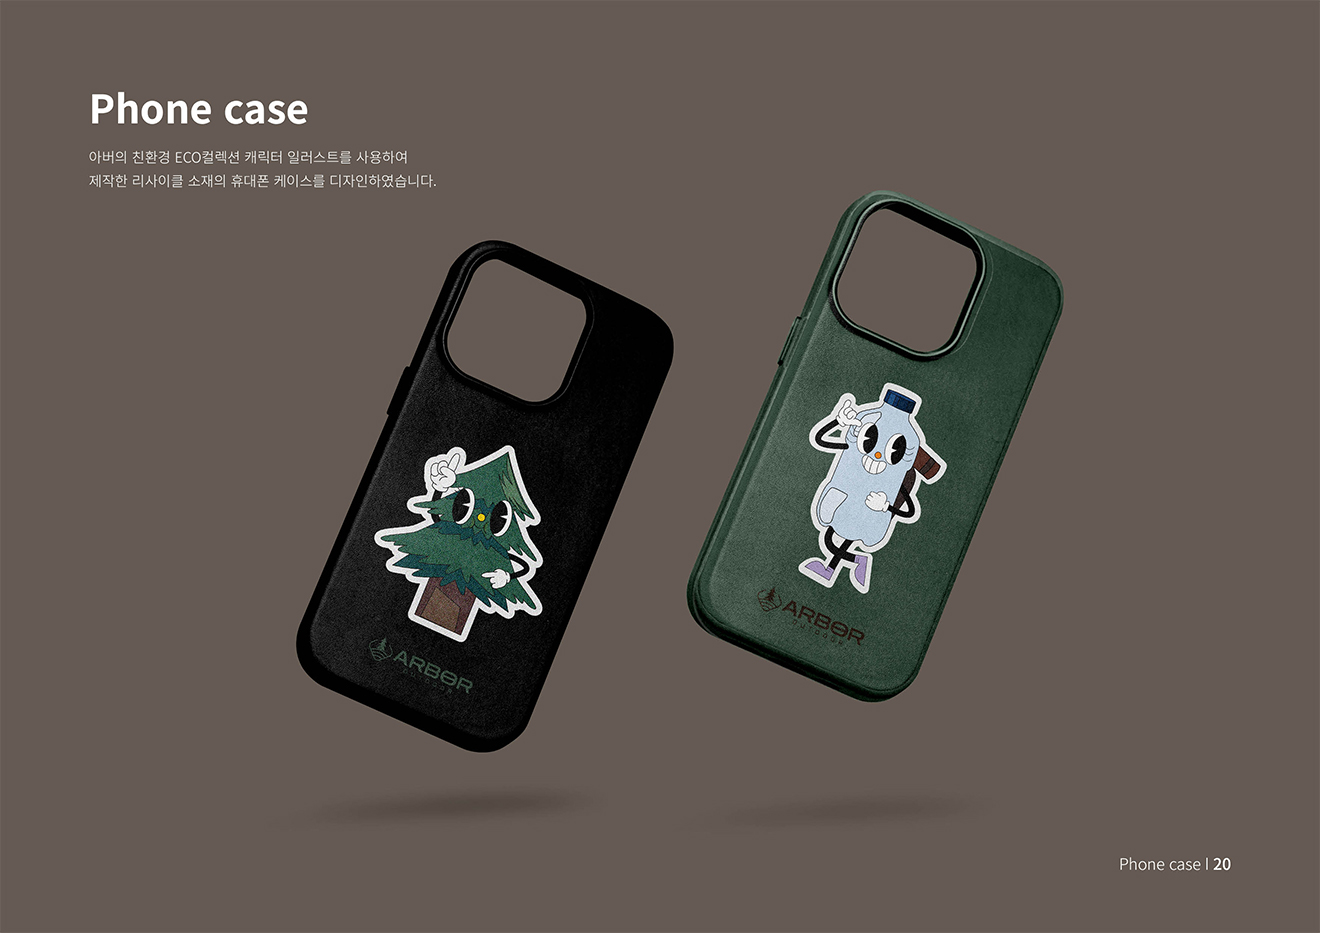 Phone case
아버의 친환경 ECO컬렉션 캐릭터 일러스트를 사용하여
제작한 리사이클 소재의 휴대폰 케이스를 디자인하였습니다.
ARBOR
OUTDOOR
ARBOR
OUTDOOR
Phone case | 20